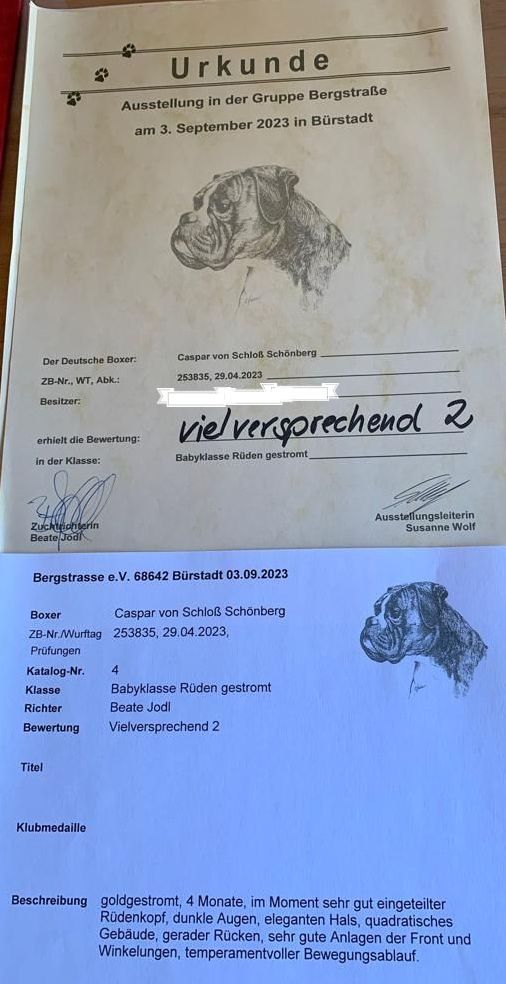 Urkunde
Ausstellung in der Gruppe Bergstraße
am 3. September 2023 in Bürstadt
Der Deutsche Boxer: Caspar von Schloß Schönberg
ZB-Nr., WT, Abk.: 253835, 29.04.2023
Besitzer:
erhielt die Bewertung: vielversprechend 2
in der Klasse: Babyklasse Rüden gestromt
Zuchtrichterin
Beate Jodl
Ausstellungsleiterin
Susanne Wolf
Bergstrasse e.V. 68642 Bürstadt 03.09.2023
Boxer Caspar von Schloß Schönberg
ZB-Nr./Wurftag 253835, 29.04.2023,
Prüfungen
Katalog-Nr. 4
Klasse Babyklasse Rüden gestromt
Richter Beate Jodl
Bewertung Vielversprechend 2
Titel
Klubmedaille
Beschreibung goldgestromt, 4 Monate, im Moment sehr gut eingeteilter
Rüdenkopf, dunkle Augen, eleganten Hals, quadratisches
Gebäude, gerader Rücken, sehr gute Anlagen der Front und
Winkelungen, temperamentvoller Bewegungsablauf.